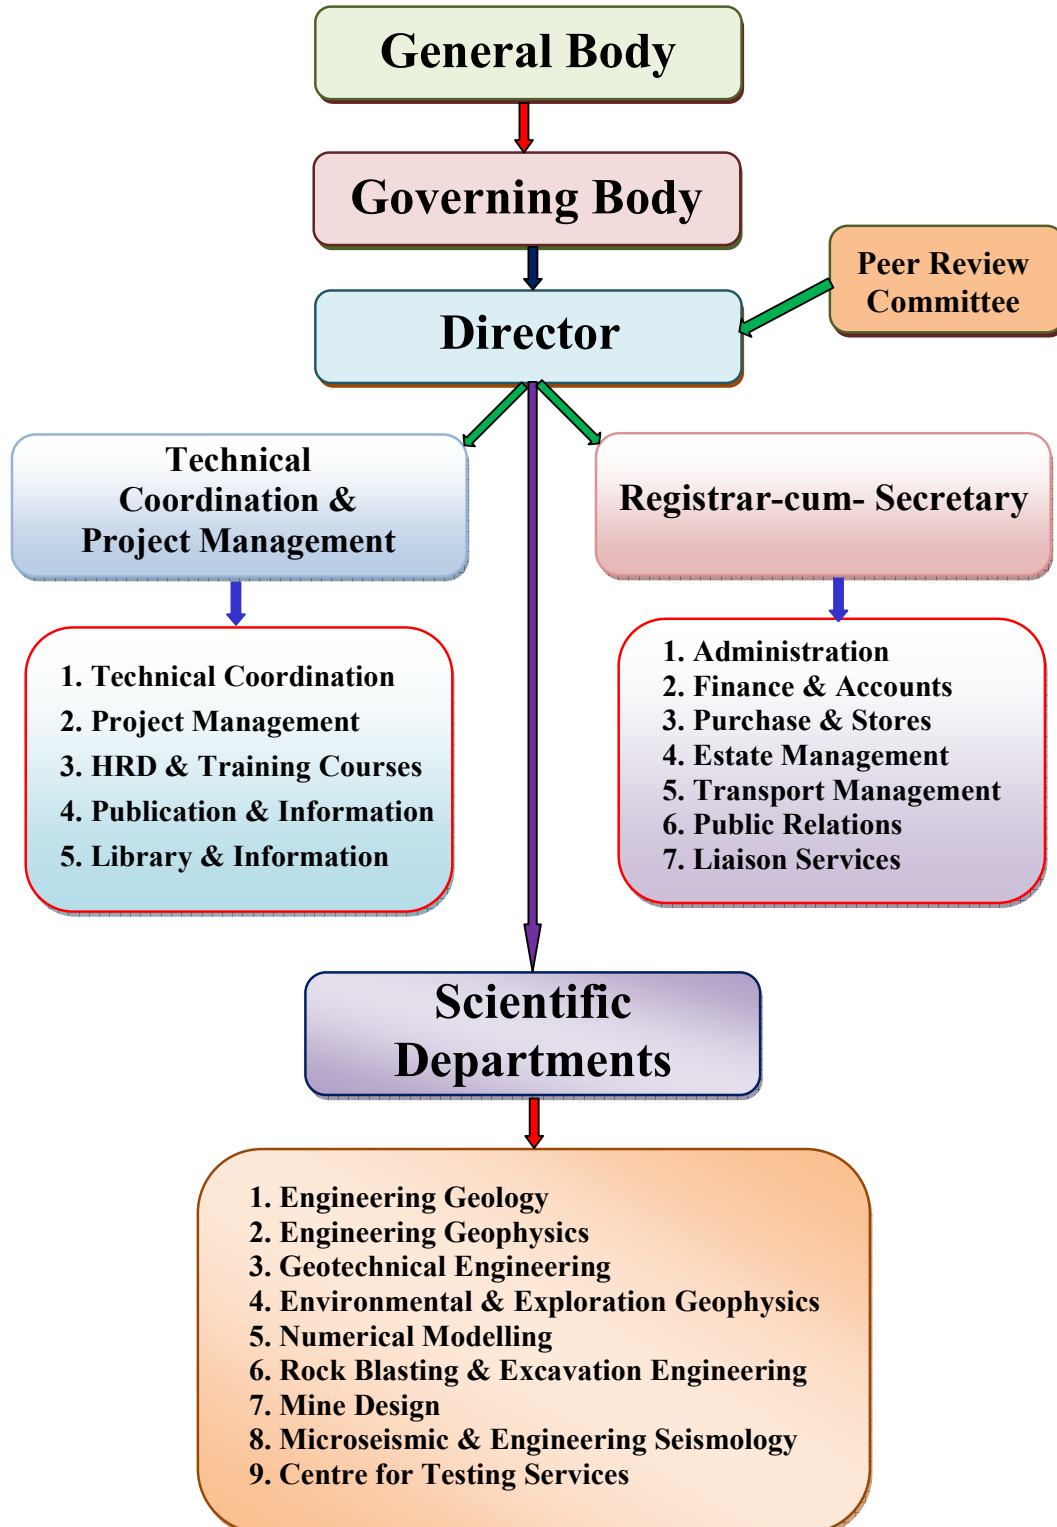 General Body
Governing Body
Peer Review
Committee
Director
Technical
Coordination &
Project Management
Registrar-cum- Secretary
1. Technical Coordination
2. Project Management
3. HRD & Training Courses
4. Publication & Information
5. Library & Information
1. Administration
2. Finance & Accounts
3. Purchase & Stores
4. Estate Management
5. Transport Management
6. Public Relations
7. Liaison Services
Scientific
Departments
1. Engineering Geology
2. Engineering Geophysics
3. Geotechnical Engineering
4. Environmental & Exploration Geophysics
5. Numerical Modelling
6. Rock Blasting & Excavation Engineering
7. Mine Design
8. Microseismic & Engineering Seismology
9. Centre for Testing Services